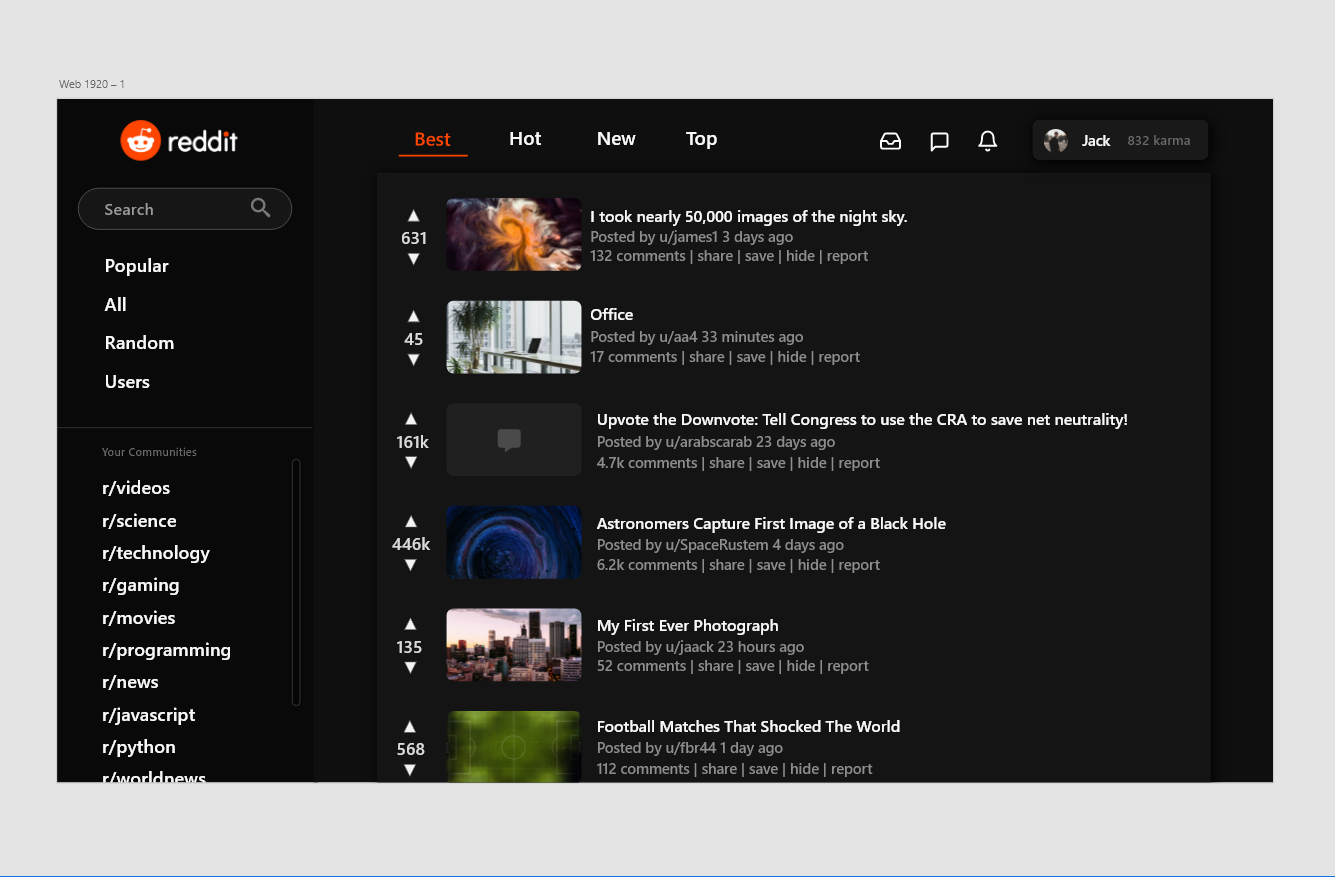 Web 1920 – 1
reddit
Search
Popular
All
Random
Users
Your Communities
r/videos
r/science
r/technology
r/gaming
r/movies
r/programming
r/news
r/javascript
r/python
r/worldnews
Best Hot New Top
Jack 832 karma
631
I took nearly 50,000 images of the night sky.
Posted by u/james1 3 days ago
132 comments | share | save | hide | report
45
Office
Posted by u/aa4 33 minutes ago
17 comments | share | save | hide | report
161k
Upvote the Downvote: Tell Congress to use the CRA to save net neutrality!
Posted by u/arabscarab 23 days ago
4.7k comments | share | save | hide | report
446k
Astronomers Capture First Image of a Black Hole
Posted by u/SpaceRustem 4 days ago
6.2k comments | share | save | hide | report
135
My First Ever Photograph
Posted by u/jaack 23 hours ago
52 comments | share | save | hide | report
568
Football Matches That Shocked The World
Posted by u/fbr44 1 day ago
112 comments | share | save | hide | report